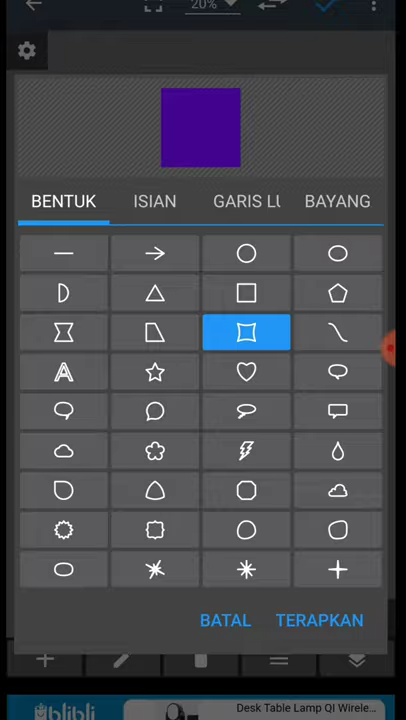 20%
BENTUK
ISIAN
GARIS LU
BAYANG
BATAL
TERAPKAN
blibli
Desk Table Lamp QI Wirele...